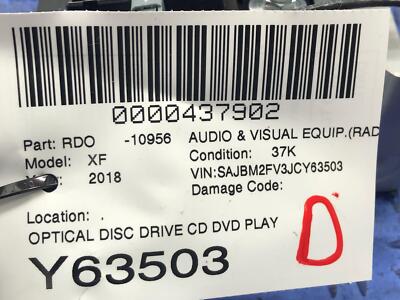 0000437902
Part: RDO -10956 AUDIO & VISUAL EQUIP.(RAD
Model: XF Condition: 37K
2018 VIN:SAJBM2FV3JCY63503
Damage Code:
Location: .
OPTICAL DISC DRIVE CD DVD PLAY
Y63503
D